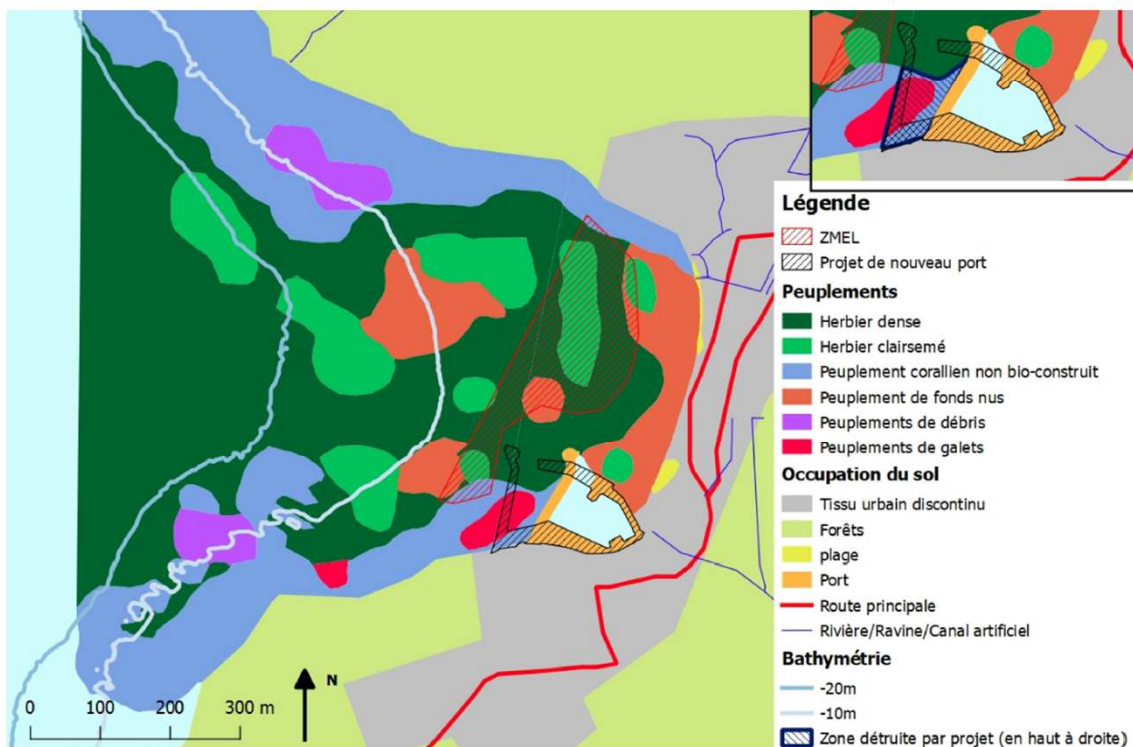 Légende
ZMEL
Projet de nouveau port
Peuplements
Herbier dense
Herbier clairsemé
Peuplement corallien non bio-construit
Peuplement de fonds nus
Peuplements de débris
Peuplements de galets
Occupation du sol
Tissu urbain discontinu
Forêts
plage
Port
Route principale
Rivière/Ravine/Canal artificiel
Bathymétrie
-20m
-10m
Zone détruite par projet (en haut à droite)
N
0 100 200 300 m